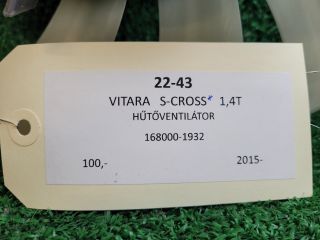 22-43
VITARA S-CROSS* 1,4T
HŰTŐVENTILÁTOR
168000-1932
100,- 2015-